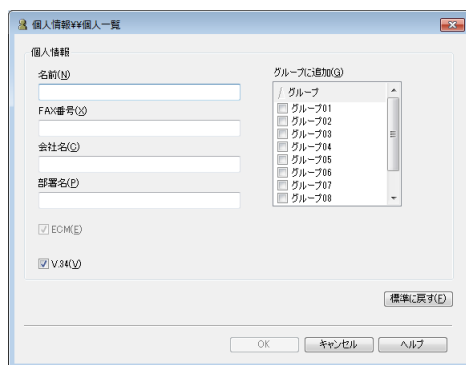 個人情報¥¥個人一覧
個人情報
名前(N)
FAX番号(X)
会社名(C)
部署名(P)
ECM(E)
V.34(V)
グループに追加(G)
/ グループ
グループ01
グループ02
グループ03
グループ04
グループ05
グループ06
グループ07
グループ08
標準に戻す(F)
OK
キャンセル
ヘルプ